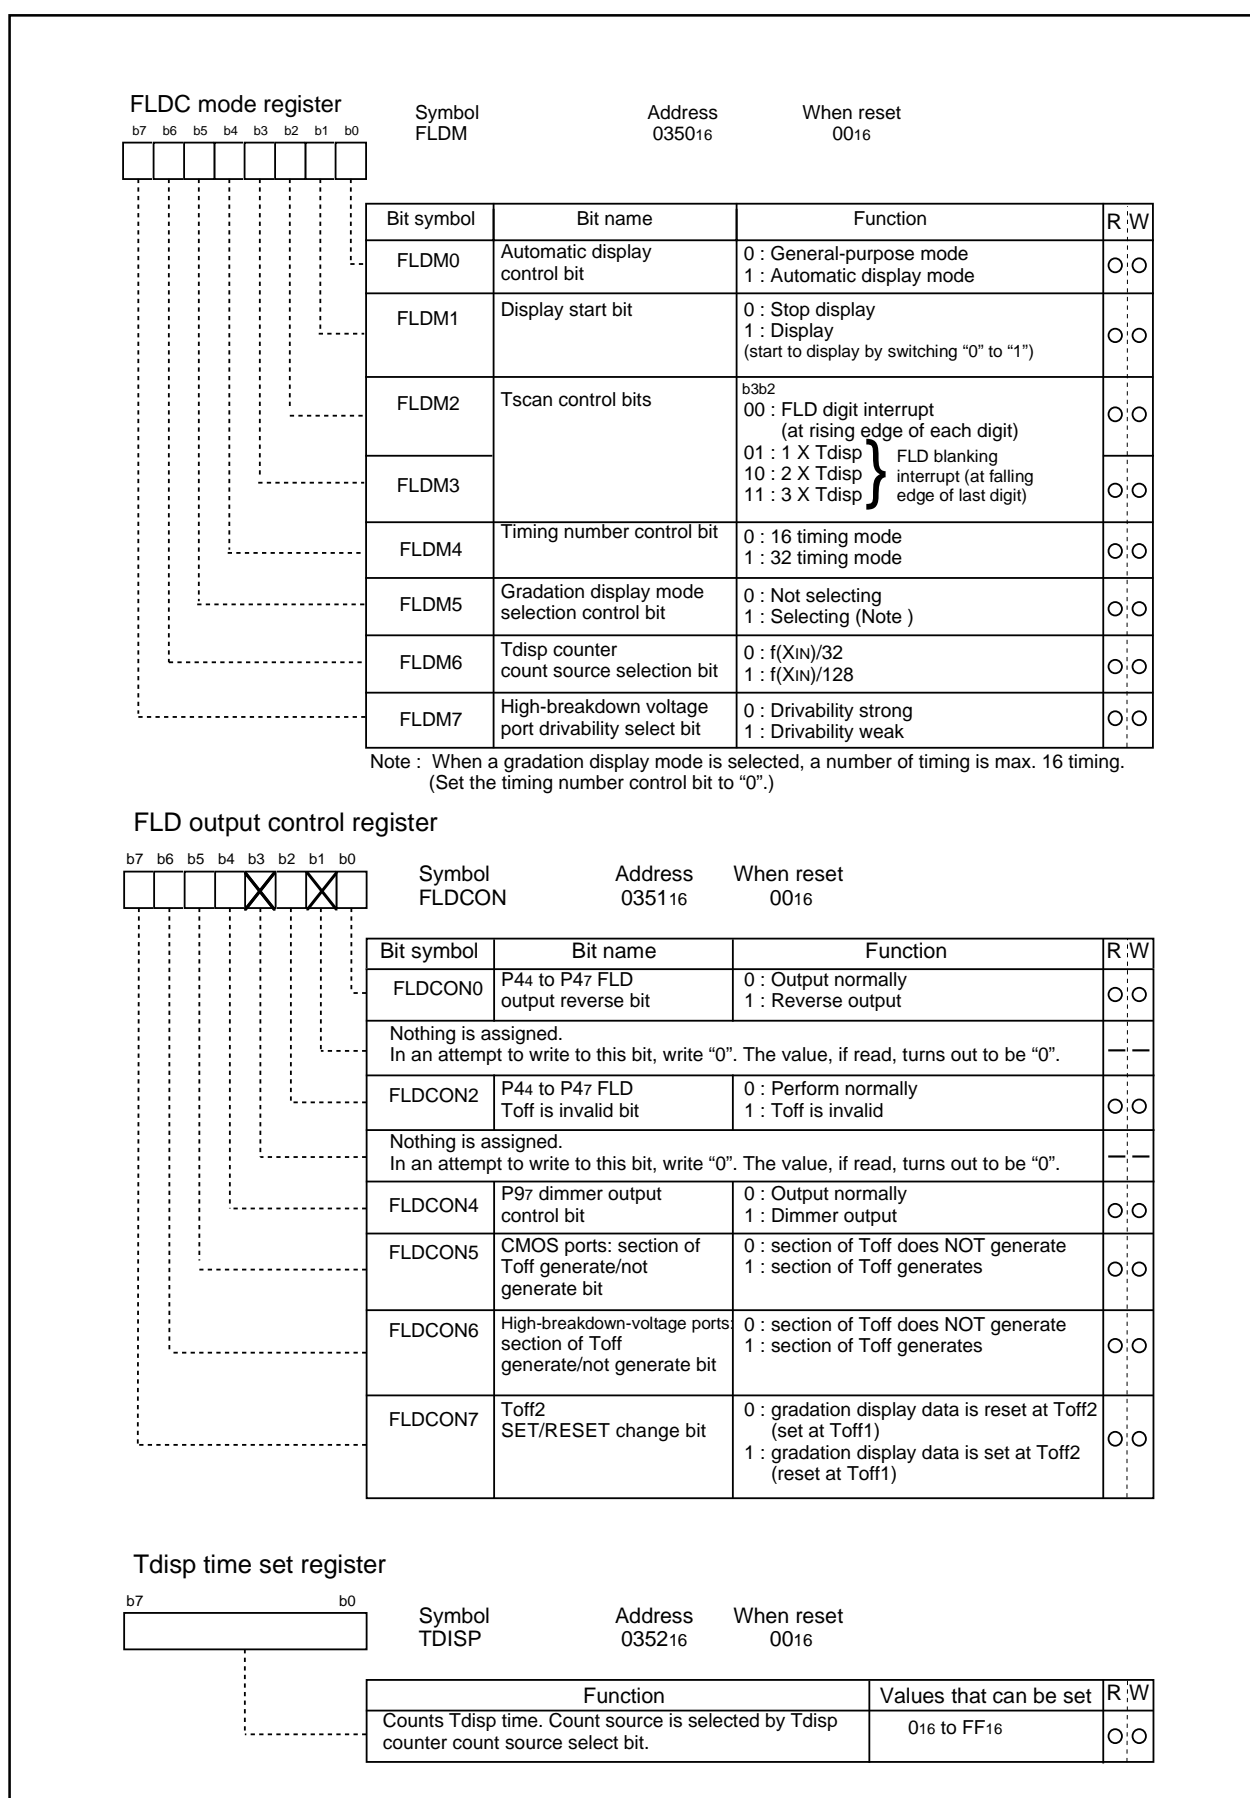 FLDC mode register
Symbol Address When reset
b7 b6 b5 b4 b3 b2 b1 b0
FLDM 035016 0016
Bit symbol Bit name Function R W
FLDM0 Automatic display control bit 0 : General-purpose mode
1 : Automatic display mode
FLDM1 Display start bit 0 : Stop display
1 : Display
(start to display by switching “0” to “1”)
FLDM2 Tscan control bits b3b2
00 : FLD digit interrupt
(at rising edge of each digit)
01 : 1 X Tdisp
10 : 2 X Tdisp
11 : 3 X Tdisp
} FLD blanking
interrupt (at falling
edge of last digit)
FLDM3
FLDM4 Timing number control bit 0 : 16 timing mode
1 : 32 timing mode
FLDM5 Gradation display mode
selection control bit
0 : Not selecting
1 : Selecting (Note )
FLDM6 Tdisp counter
count source selection bit
0 : f(XIN)/32
1 : f(XIN)/128
FLDM7 High-breakdown voltage
port drivability select bit
0 : Drivability strong
1 : Drivability weak
Note : When a gradation display mode is selected, a number of timing is max. 16 timing.
(Set the timing number control bit to “0”.)
FLD output control register
b7 b6 b5 b4 b3 b2 b1 b0
Symbol Address When reset
FLDCON 035116 0016
Bit symbol Bit name Function R W
FLDCON0 P44 to P47 FLD
output reverse bit
0 : Output normally
1 : Reverse output
Nothing is assigned.
In an attempt to write to this bit, write “0”. The value, if read, turns out to be “0”.
FLDCON2 P44 to P47 FLD
Toff is invalid bit
0 : Perform normally
1 : Toff is invalid
Nothing is assigned.
In an attempt to write to this bit, write “0”. The value, if read, turns out to be “0”.
FLDCON4 P97 dimmer output
control bit
0 : Output normally
1 : Dimmer output
FLDCON5 CMOS ports: section of
Toff generate/not
generate bit
0 : section of Toff does NOT generate
1 : section of Toff generates
FLDCON6 High-breakdown-voltage ports:
section of Toff
generate/not generate bit
0 : section of Toff does NOT generate
1 : section of Toff generates
FLDCON7 Toff2
SET/RESET change bit
0 : gradation display data is reset at Toff2
(set at Toff1)
1 : gradation display data is set at Toff2
(reset at Toff1)
Tdisp time set register
b7 b0
Symbol Address When reset
TDISP 035216 0016
Function Values that can be set R W
Counts Tdisp time. Count source is selected by Tdisp
counter count source select bit.
016 to FF16